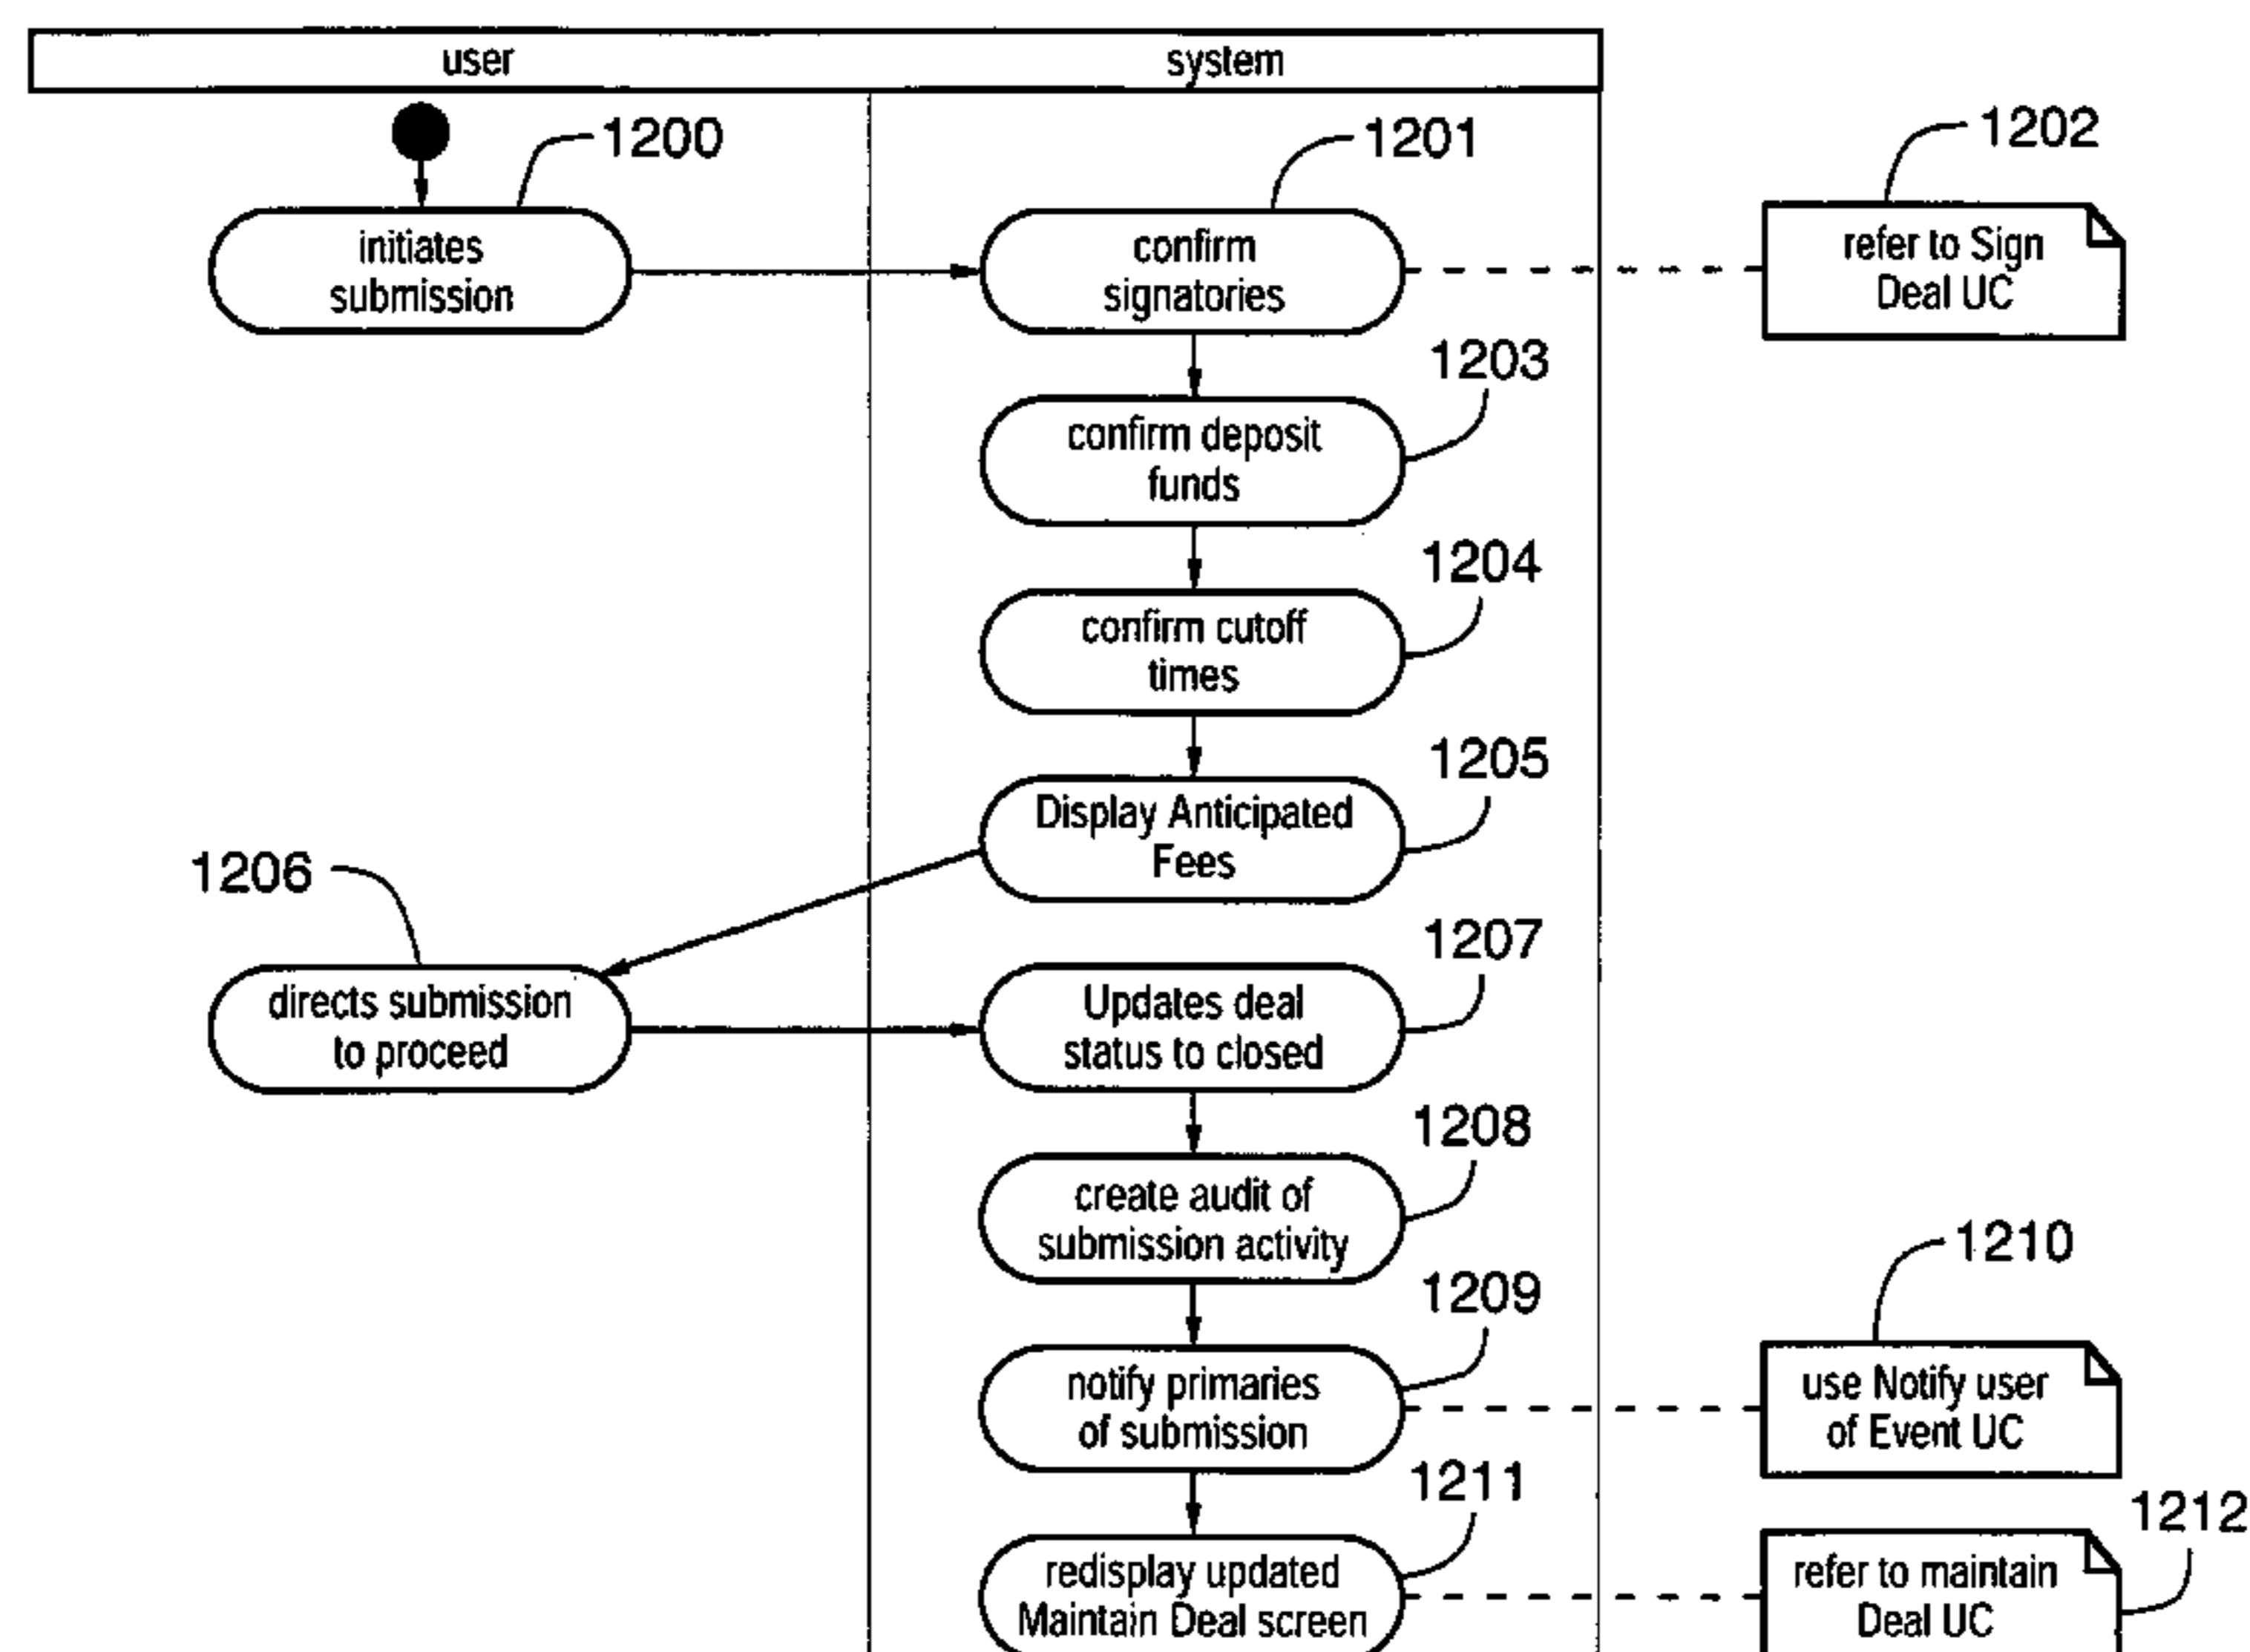 user
system
1200
1201
1202
initiates
submission
confirm
signatories
refer to Sign
Deal UC
1203
confirm deposit
funds
1204
confirm cutoff
times
1205
Display Anticipated
Fees
1206
1207
directs submission
to proceed
Updates deal
status to closed
1208
create audit of
submission activity
1209
1210
notify primaries
of submission
use Notify user
of Event UC
1211
1212
redisplay updated
Maintain Deal screen
refer to maintain
Deal UC